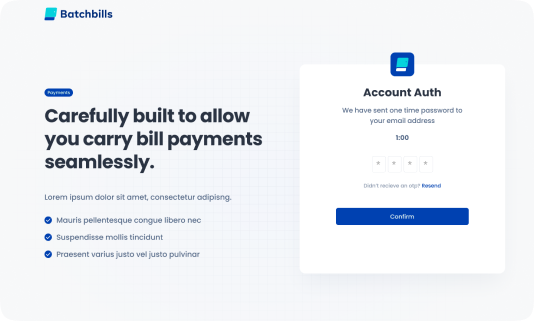 Batchbills
Payments
Carefully built to allow
you carry bill payments
seamlessly.
Lorem ipsum dolor sit amet, consectetur adipisng.
Mauris pellentesque congue libero nec
Suspendisse mollis tincidunt
Praesent varius justo vel justo pulvinar
Account Auth
We have sent one time password to
your email address
1:00
* * * *
Didn't recieve an otp? Resend
Confirm